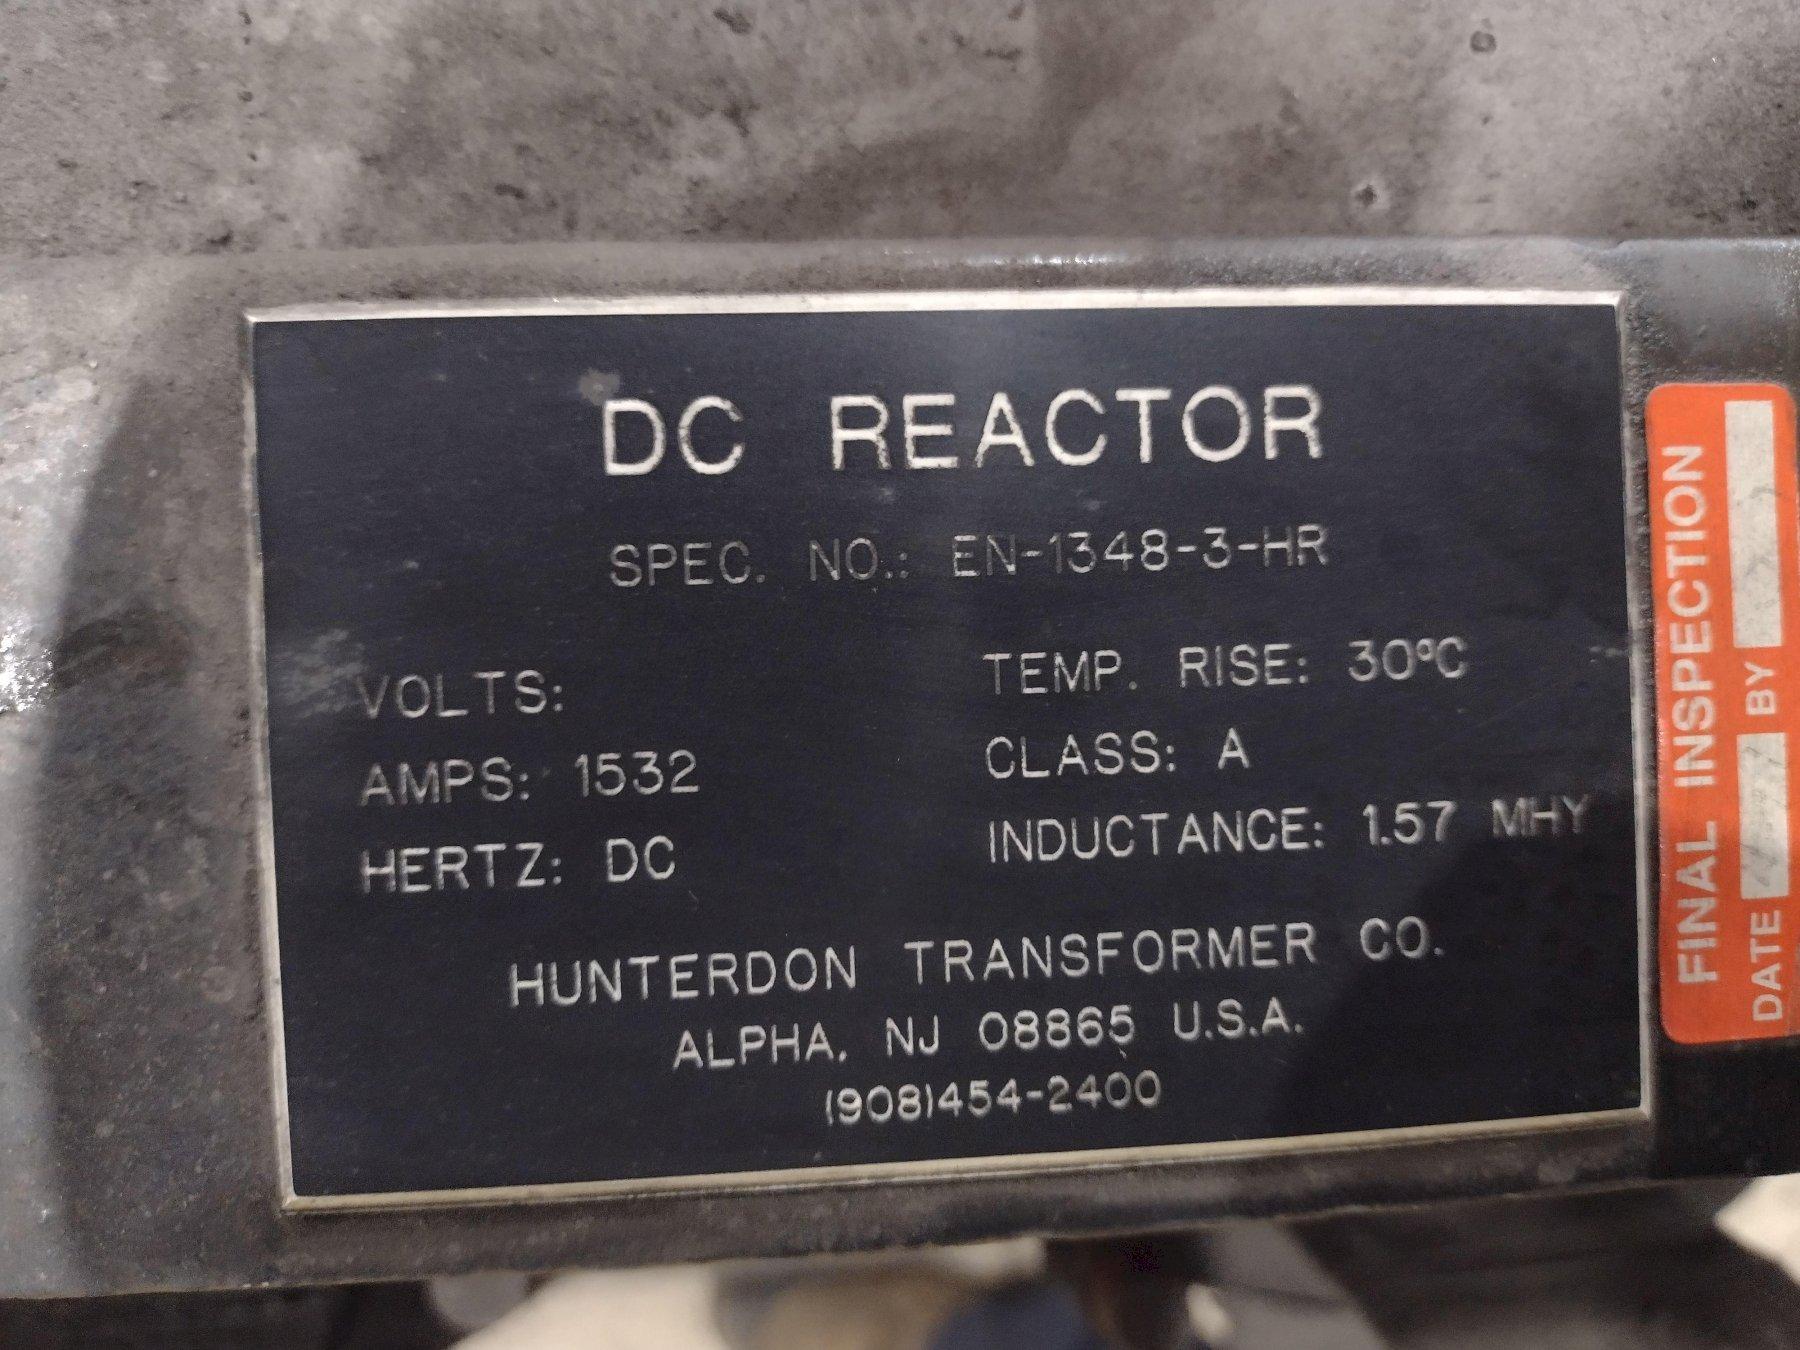 DC REACTOR
SPEC. NO.: EN-1348-3-HR
VOLTS:
AMPS: 1532
HERTZ: DC
TEMP. RISE: 30ºC
CLASS: A
INDUCTANCE: 1.57 MHY
HUNTERDON TRANSFORMER CO.
ALPHA, NJ 08865 U.S.A.
(908)454-2400
FINAL INSPECTION
DATE BY